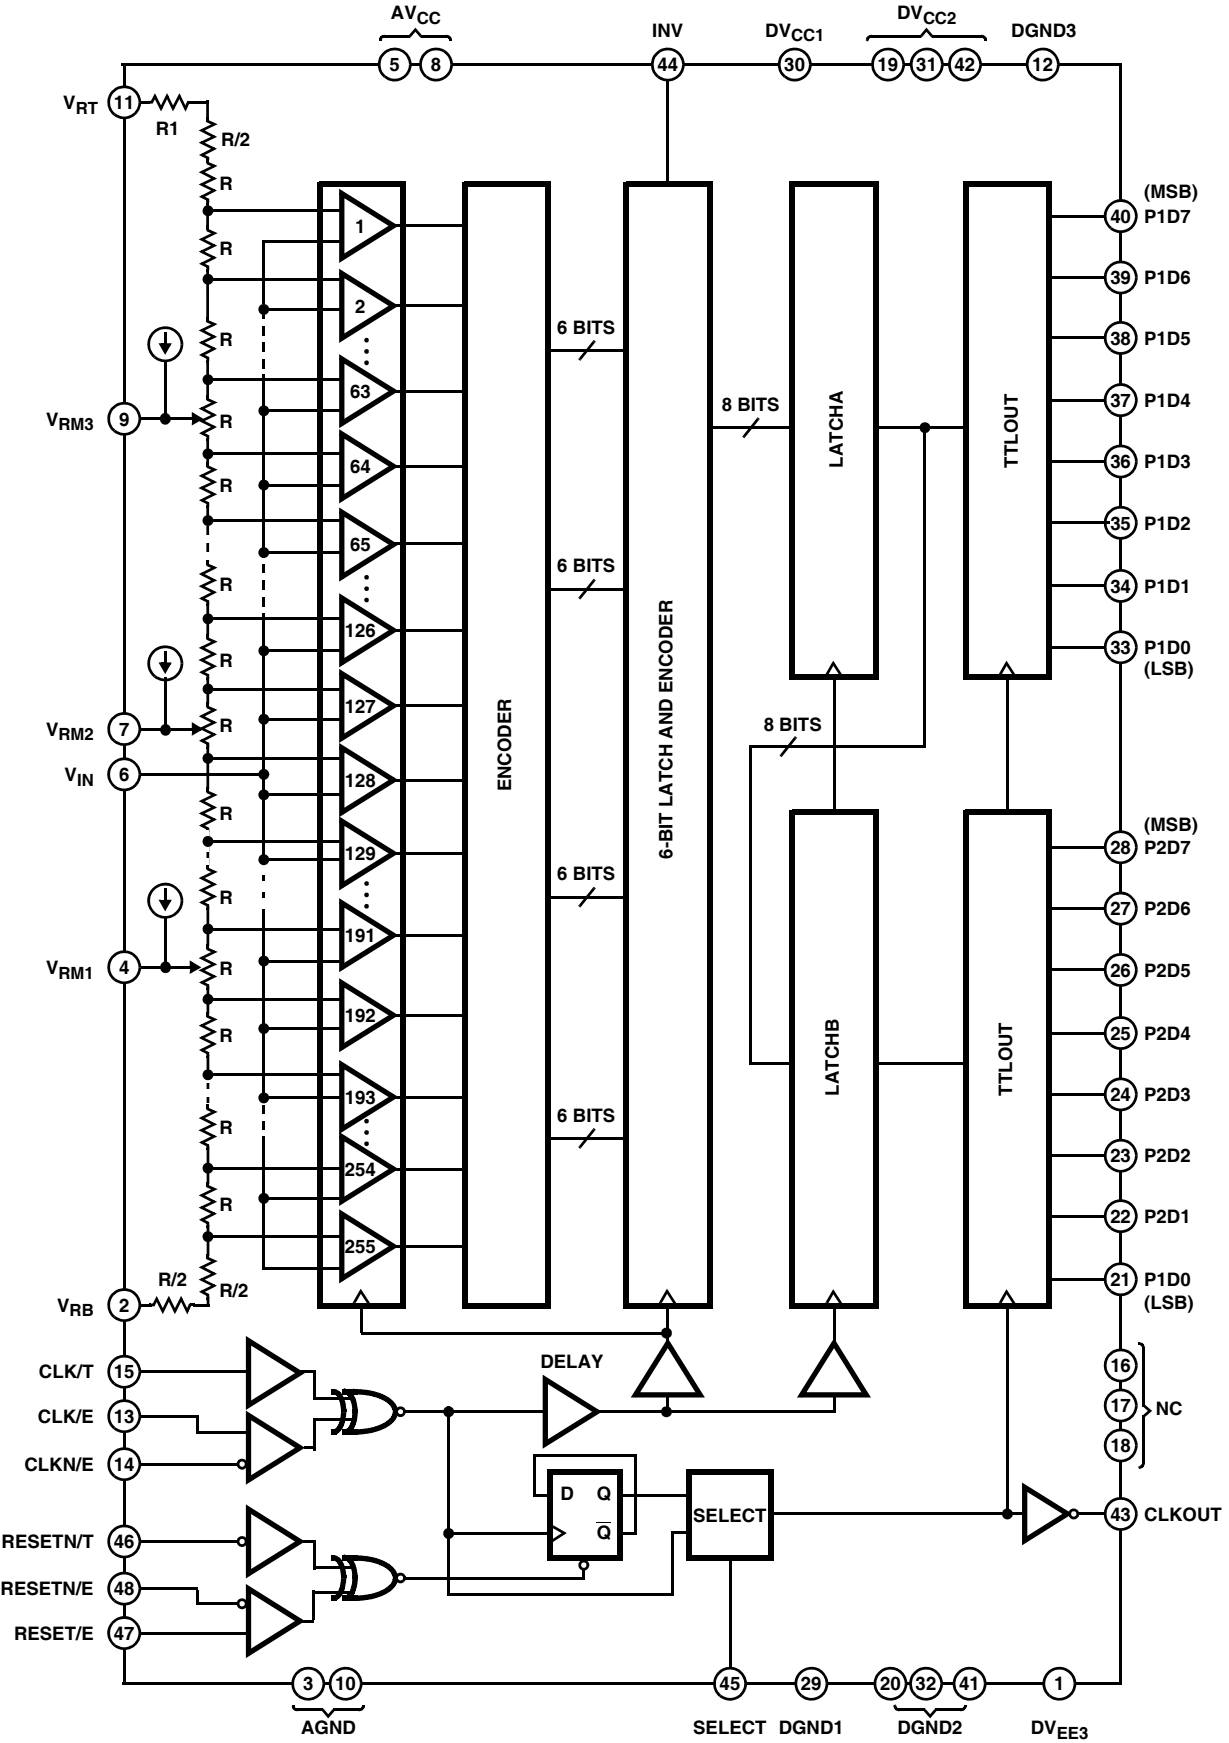 AVCC
INV
DVCC1
DVCC2
DGND3
5
8
44
30
19
31
42
12
VRT
11
R1
R/2
R
(MSB)
40
P1D7
1
R
39
P1D6
2
6 BITS
R
38
P1D5
63
VRM3
9
R
8 BITS
37
P1D4
LATCHA
TTLOUT
64
R
36
P1D3
65
35
P1D2
6 BITS
R
34
P1D1
126
33
P1D0
(LSB)
R
127
VRM2
7
R
8 BITS
ENCODER
6-BIT LATCH AND ENCODER
VIN
6
128
R
(MSB)
28
P2D7
129
6 BITS
R
27
P2D6
191
VRM1
4
R
26
P2D5
192
R
25
P2D4
LATCHB
TTLOUT
193
24
P2D3
6 BITS
R
23
P2D2
254
R
22
P2D1
255
R/2
R/2
VRB
2
21
P1D0
(LSB)
CLK/T
15
DELAY
16
17
18
NC
CLK/E
13
CLKN/E
14
D
Q
Q
SELECT
43
CLKOUT
RESETN/T
46
RESETN/E
48
RESET/E
47
3
10
45
29
20
32
41
1
AGND
SELECT
DGND1
DGND2
DVEE3